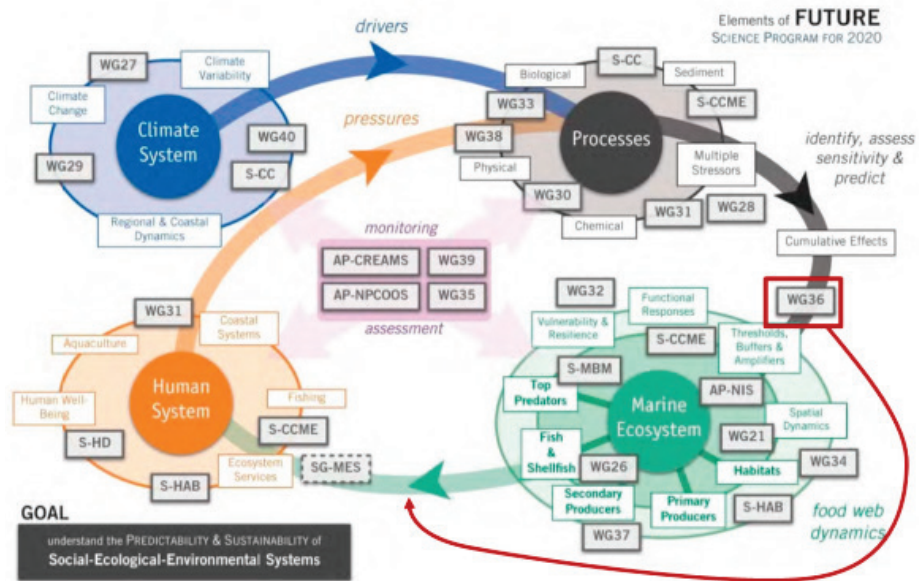 Elements of FUTURE
SCIENCE PROGRAM FOR 2020
drivers
pressures
identify, assess
sensitivity &
predict
WG27
Climate
Variability
Climate
Change
Climate
System
WG29
WG40
S-CC
Regional & Coastal
Dynamics
S-CC
Biological
Sediment
WG33
S-CCME
WG38
Processes
Physical
Multiple
Stressors
WG30
WG31
WG28
Chemical
Cumulative Effects
WG36
monitoring
AP-CREAMS
WG39
AP-NPCOOS
WG35
assessment
WG31
Coastal
Systems
Aquaculture
Human
System
Human Well-
Being
Fishing
S-CCME
S-HD
Ecosystem
Services
S-HAB
SG-MES
WG32
Functional
Responses
Vulnerability &
Resilience
S-CCME
Thresholds,
Buffers &
Amplifiers
S-MBM
AP-NIS
Top
Predators
Marine
Ecosystem
Spatial
Dynamics
WG21
Fish
&
Shellfish
WG26
Habitats
WG34
Secondary
Producers
Primary
Producers
S-HAB
WG37
food web
dynamics
GOAL
understand the PREDICTABILITY & SUSTAINABILITY of
Social-Ecological-Environmental Systems